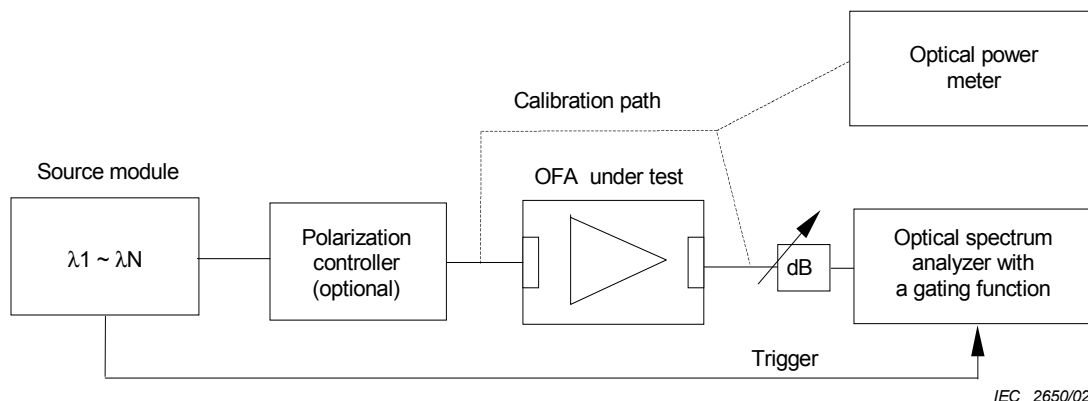 Optical power
meter
Calibration path
Source module
OFA under test
λ1 ~ λN
Polarization
controller
(optional)
dB
Optical spectrum
analyzer with
a gating function
Trigger
IEC 2650/02